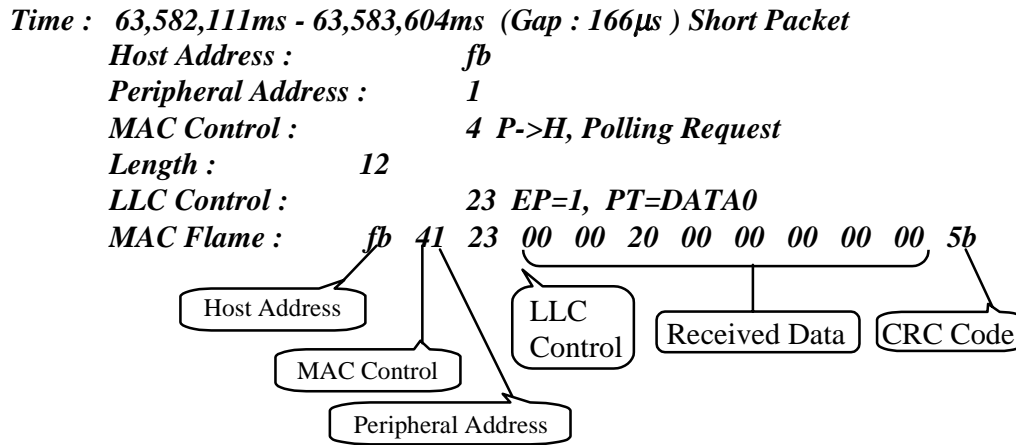 Time : 63,582,111ms - 63,583,604ms (Gap : 166μs ) Short Packet
Host Address : fb
Peripheral Address : 1
MAC Control : 4 P->H, Polling Request
Length : 12
LLC Control : 23 EP=1, PT=DATA0
MAC Flame : fb 41 23 00 00 20 00 00 00 00 00 5b
Host Address
LLC
Control
Received Data
CRC Code
MAC Control
Peripheral Address